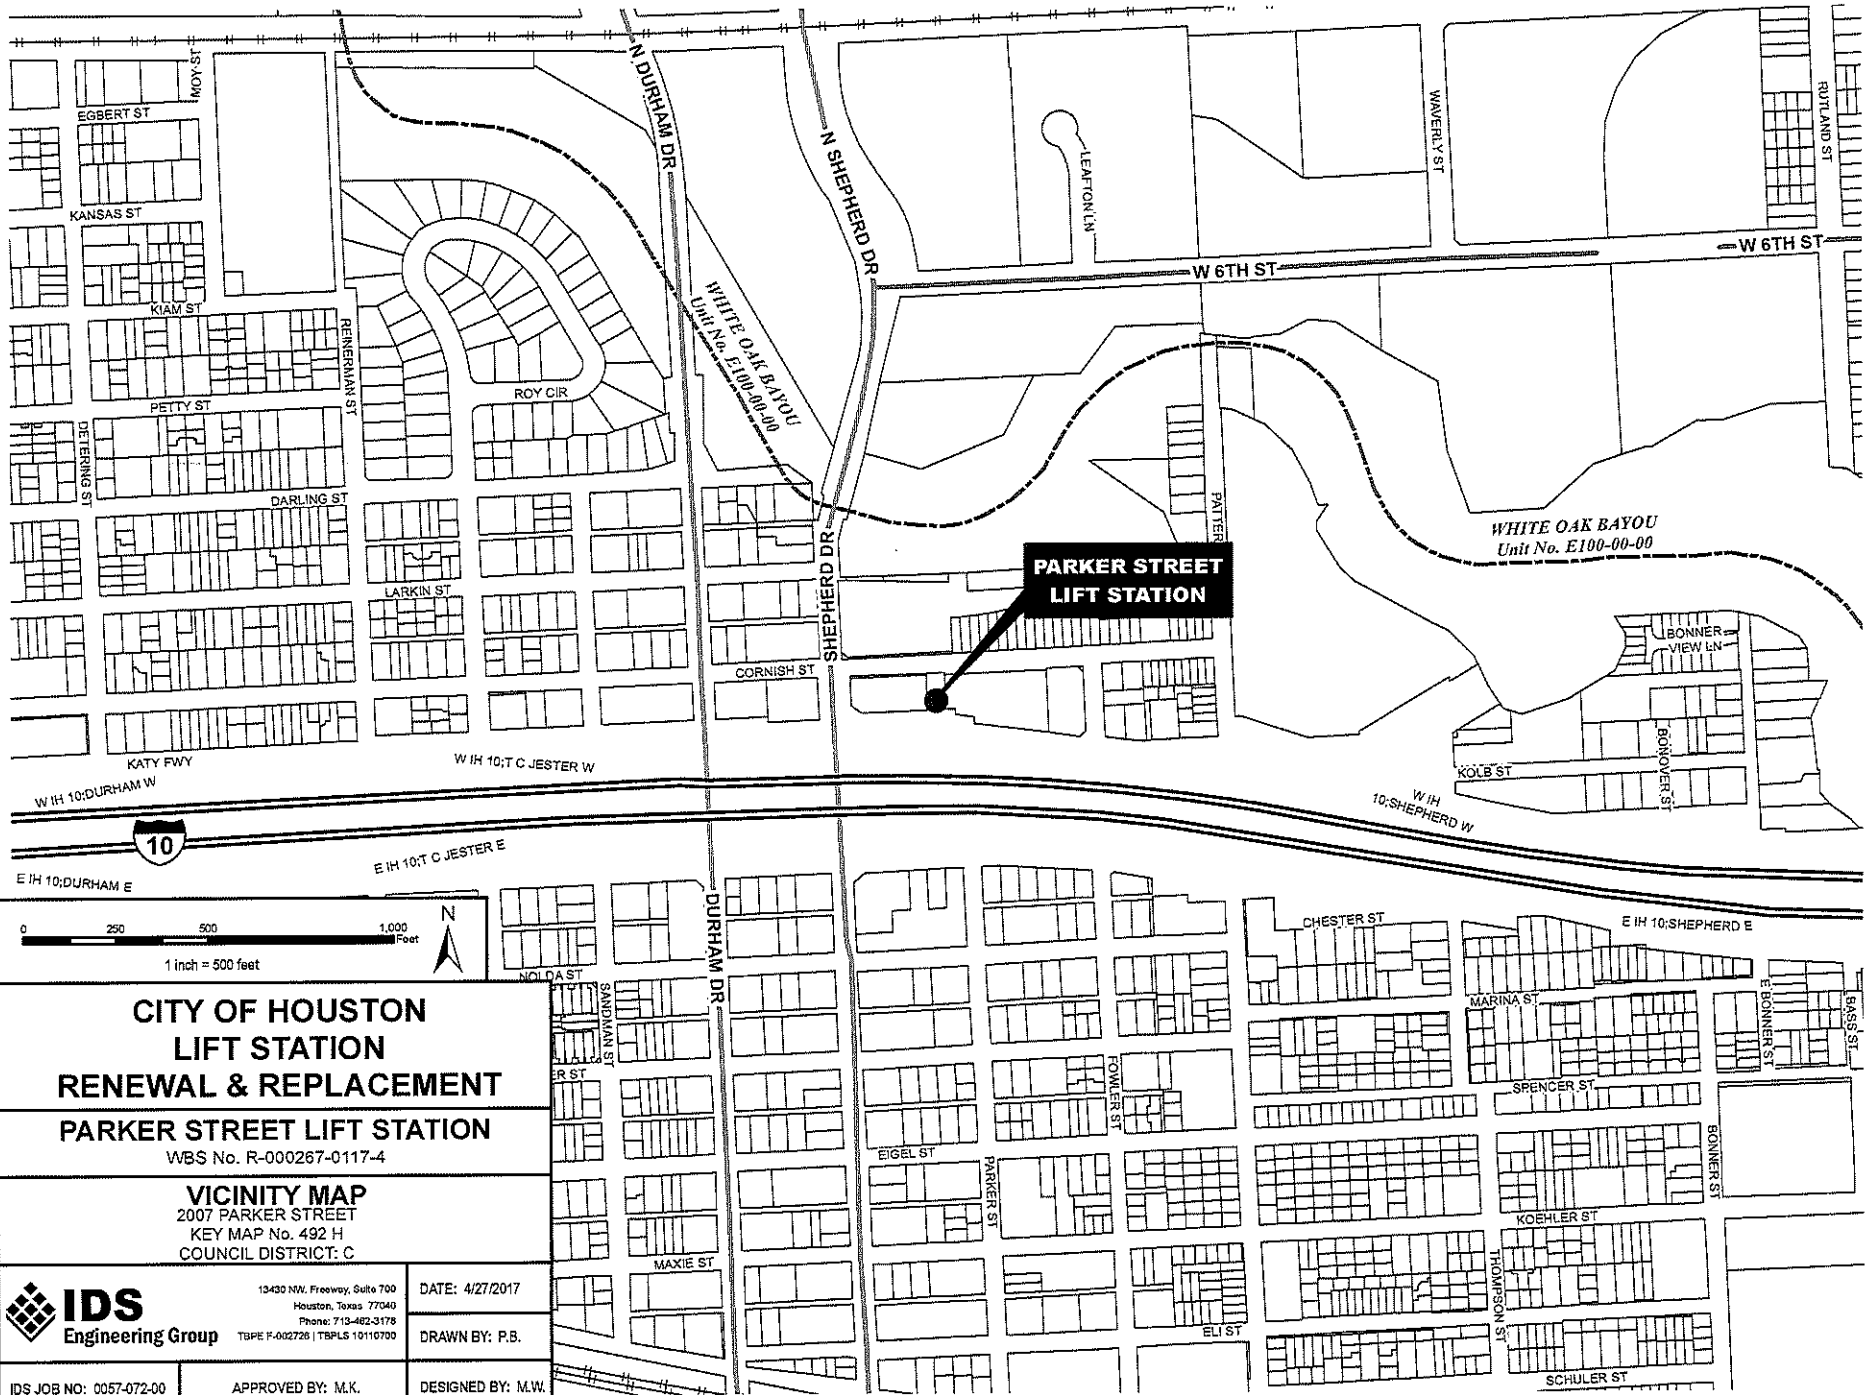 N DURHAM DR
N SHEPHERD DR
MOY ST
EGBERT ST
KANSAS ST
KIAM ST
REINERMAN ST
PETTY ST
DETERING ST
ROY CIR
DARLING ST
LARKIN ST
CORNISH ST
SHEPHERD DR
WHITE OAK BAYOU
Unit No. E100-00-00
LEAFTON LN
WAVERLY ST
RUTLAND ST
W 6TH ST
W 6TH ST
PATTER
WHITE OAK BAYOU
Unit No. E100-00-00
PARKER STREET
LIFT STATION
BONNER
VIEW LN
KOLB ST
BONOVER ST
KATY FWY
W IH 10;DURHAM W
W IH 10;T C JESTER W
W IH
10;SHEPHERD W
10
E IH 10;T C JESTER E
E IH 10;DURHAM E
E IH 10;SHEPHERD E
CHESTER ST
DURHAM DR
NOLDA ST
SANDMAN ST
ER ST
MARINA ST
E BONNER ST
BASS ST
FOWLER ST
SPENCER ST
EIGEL ST
PARKER ST
BONNER ST
KOEHLER ST
MAXIE ST
THOMPSON ST
ELI ST
SCHULER ST
0 250 500 1,000
Feet
1 inch = 500 feet
N
CITY OF HOUSTON
LIFT STATION
RENEWAL & REPLACEMENT
PARKER STREET LIFT STATION
WBS No. R-000267-0117-4
VICINITY MAP
2007 PARKER STREET
KEY MAP No. 492 H
COUNCIL DISTRICT: C
IDS
Engineering Group
13430 NW. Freeway, Suite 700
Houston, Texas 77040
Phone: 713-462-3178
TBPE F-002726 | TBPLS 10110700
DATE: 4/27/2017
DRAWN BY: P.B.
IDS JOB NO: 0057-072-00
APPROVED BY: M.K.
DESIGNED BY: M.W.